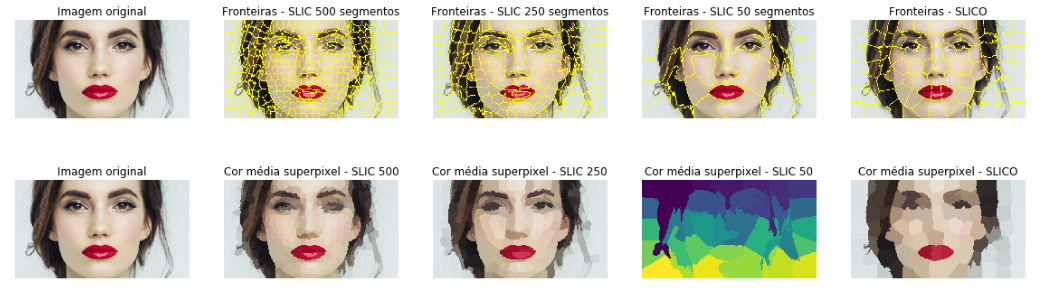 Imagem original
Fronteiras - SLIC 500 segmentos
Fronteiras - SLIC 250 segmentos
Fronteiras - SLIC 50 segmentos
Fronteiras - SLICO
Imagem original
Cor média superpixel - SLIC 500
Cor média superpixel - SLIC 250
Cor média superpixel - SLIC 50
Cor média superpixel - SLICO